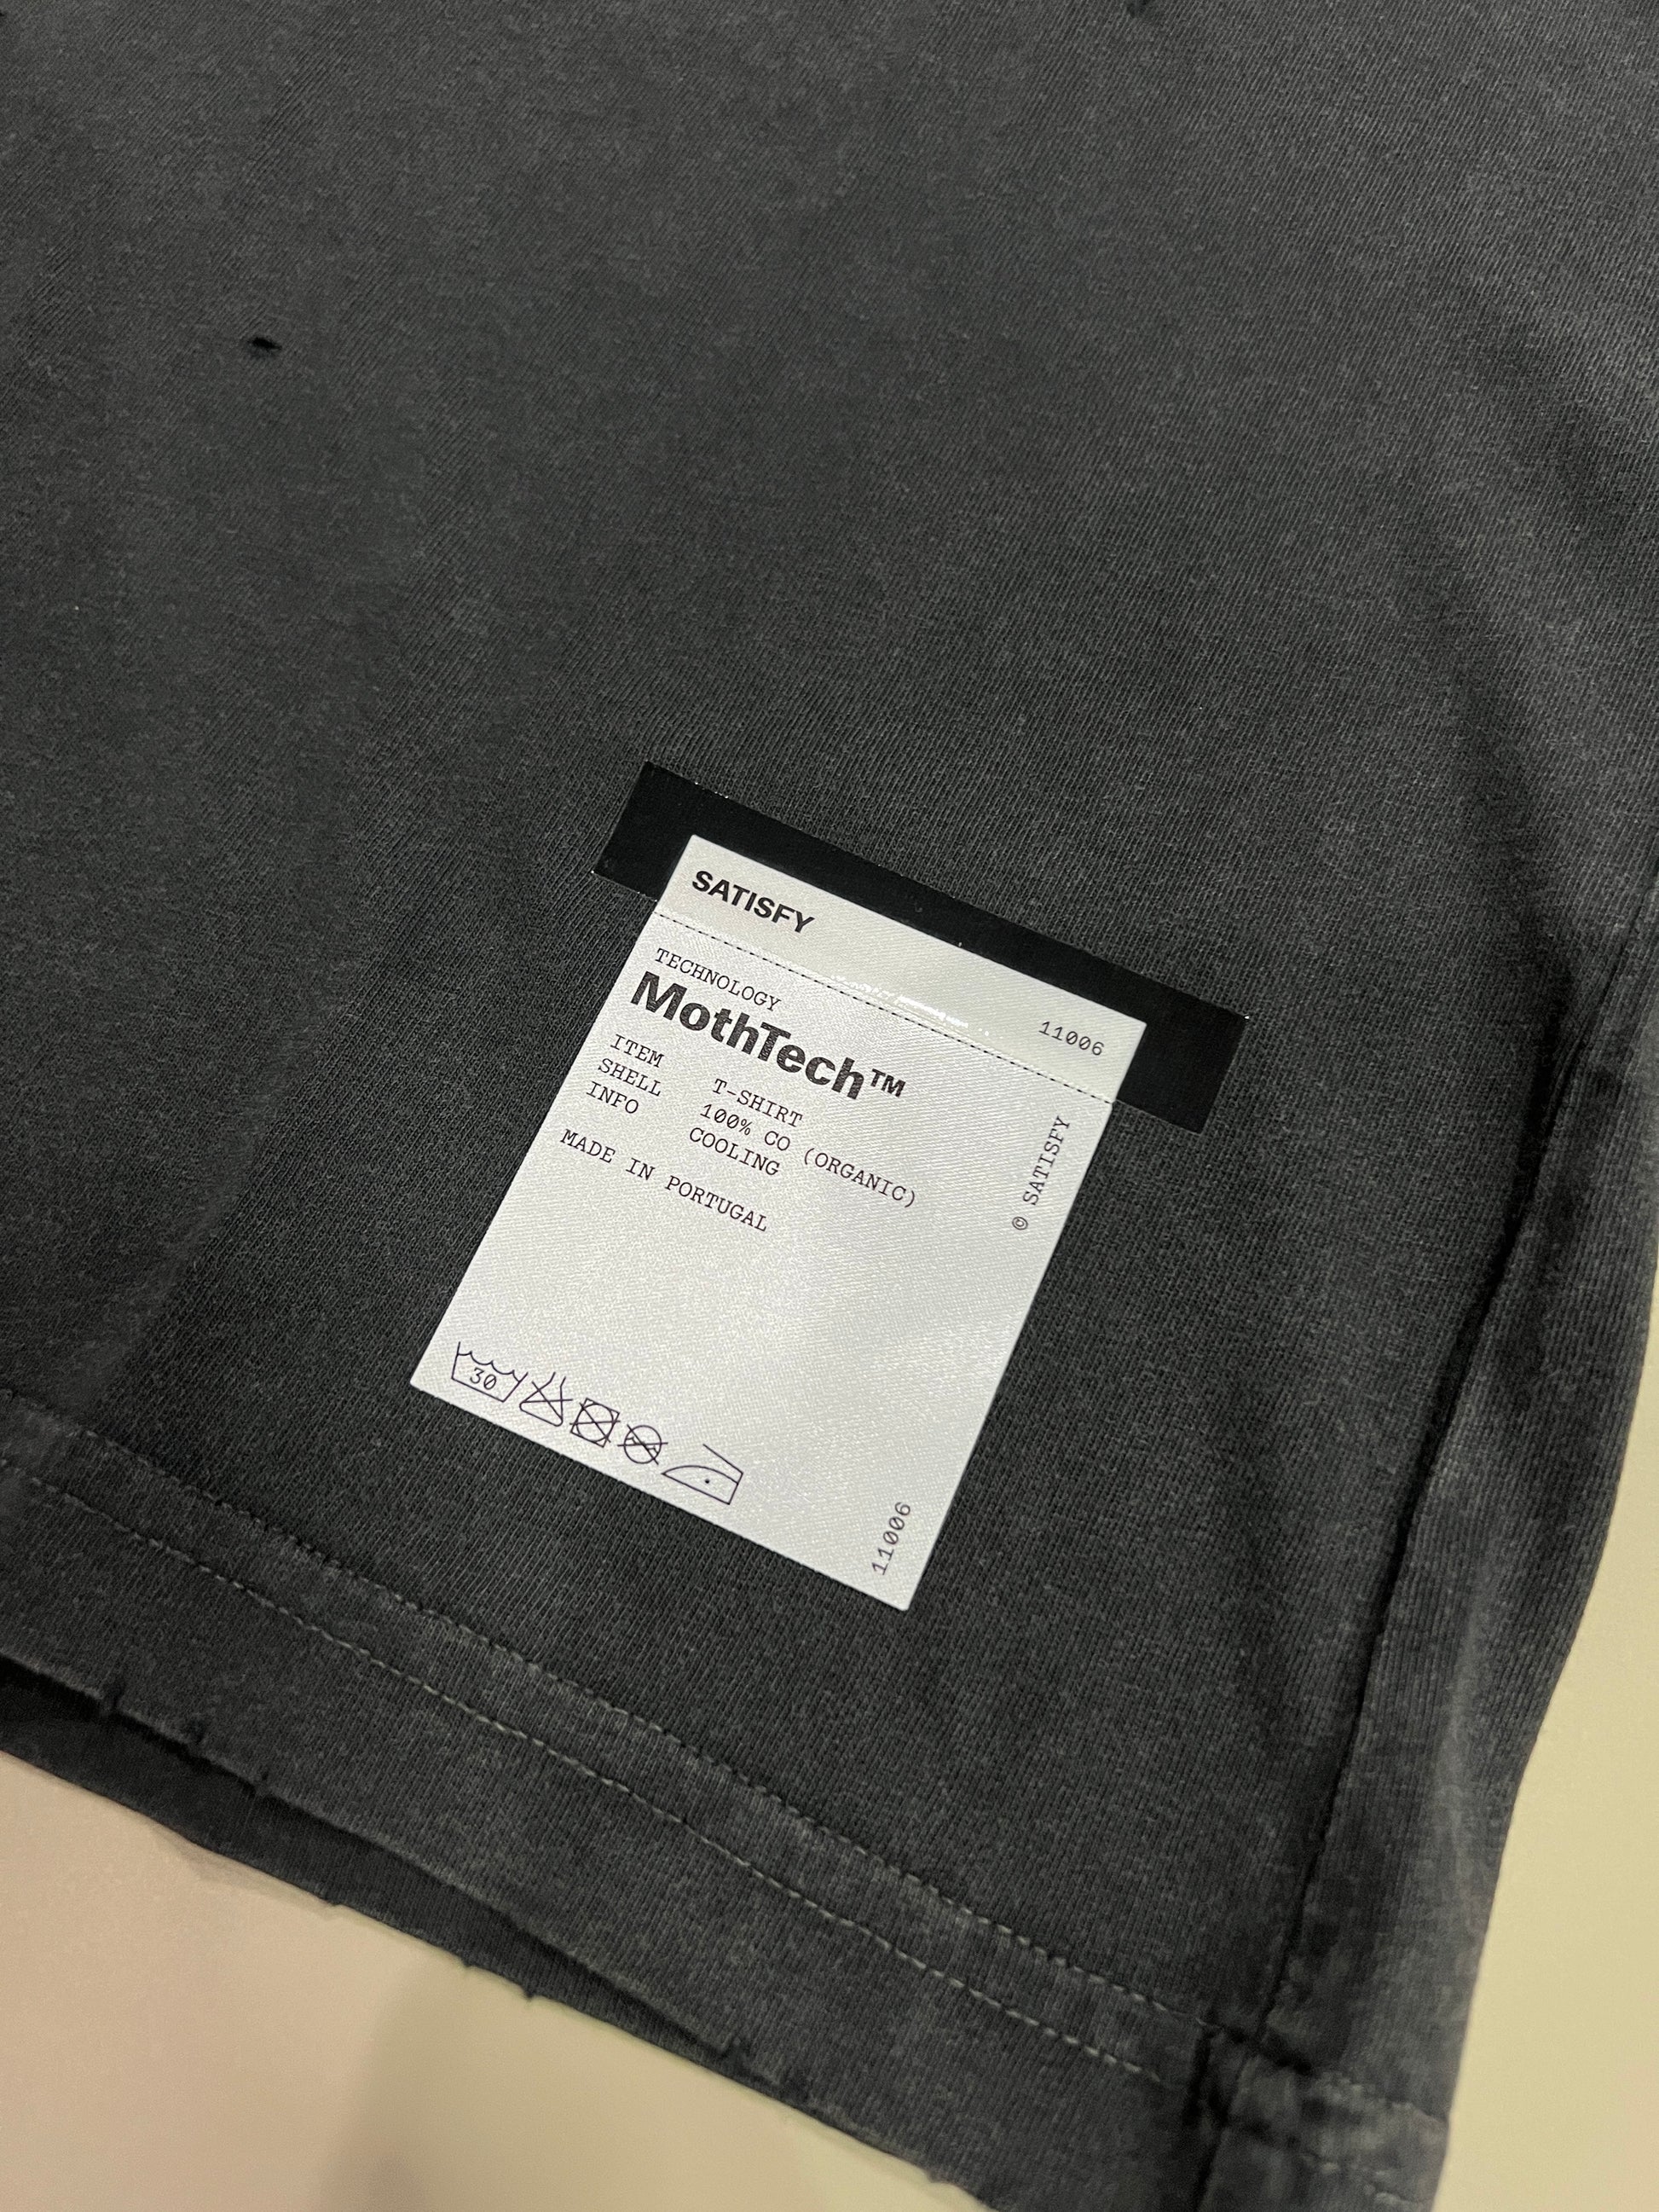 SATISFY
11006
TECHNOLOGY
MothTech™
ITEM T-SHIRT
SHELL 100% CO (ORGANIC)
INFO COOLING
MADE IN PORTUGAL
© SATISFY
30
11006